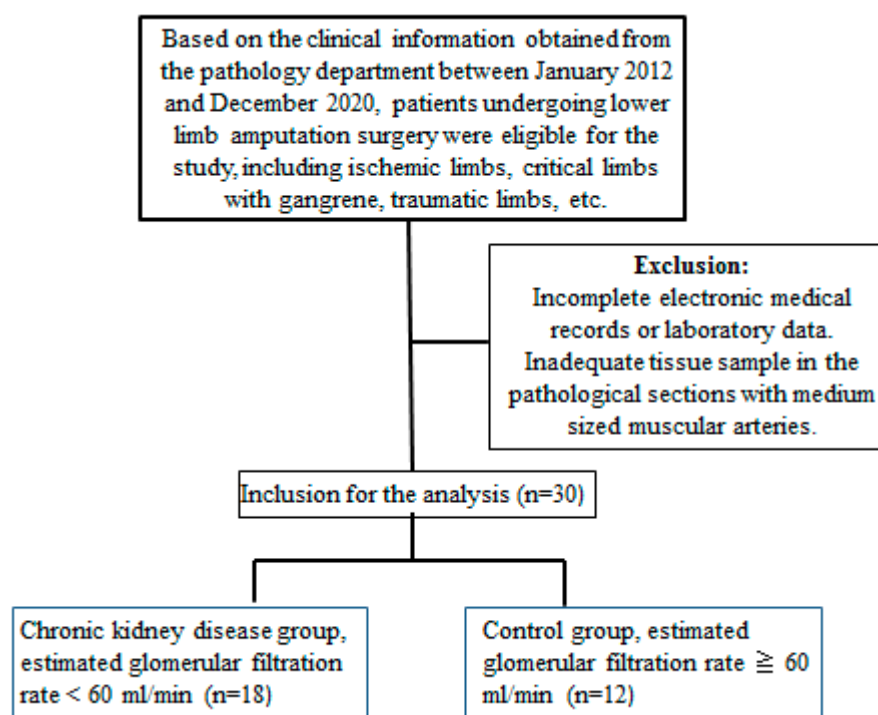 Based on the clinical information obtained from
the pathology department between January 2012
and December 2020, patients undergoing lower
limb amputation surgery were eligible for the
study, including ischemic limbs, critical limbs
with gangrene, traumatic limbs, etc.
Exclusion:
Incomplete electronic medical
records or laboratory data.
Inadequate tissue sample in the
pathological sections with medium
sized muscular arteries.
Inclusion for the analysis (n=30)
Chronic kidney disease group,
estimated glomerular filtration
rate < 60 ml/min (n=18)
Control group, estimated
glomerular filtration rate ≧ 60
ml/min (n=12)